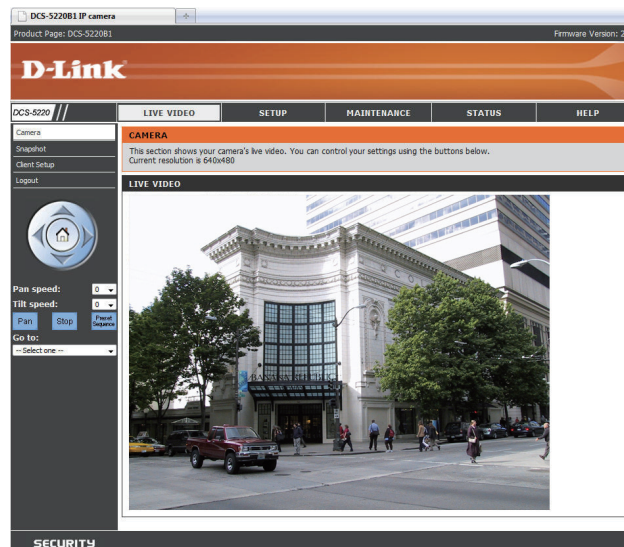 DCS-5220B1 IP camera
Product Page: DCS-5220B1
Firmware Version: 2
D-Link
DCS-5220
LIVE VIDEO
SETUP
MAINTENANCE
STATUS
HELP
Camera
Snapshot
Client Setup
Logout
CAMERA
This section shows your camera's live video. You can control your settings using the buttons below.
Current resolution is 640x480
LIVE VIDEO
Pan speed:
0
Tilt speed:
0
Pan
Stop
Preset
Sequence
Go to:
-- Select one --
SECURITY